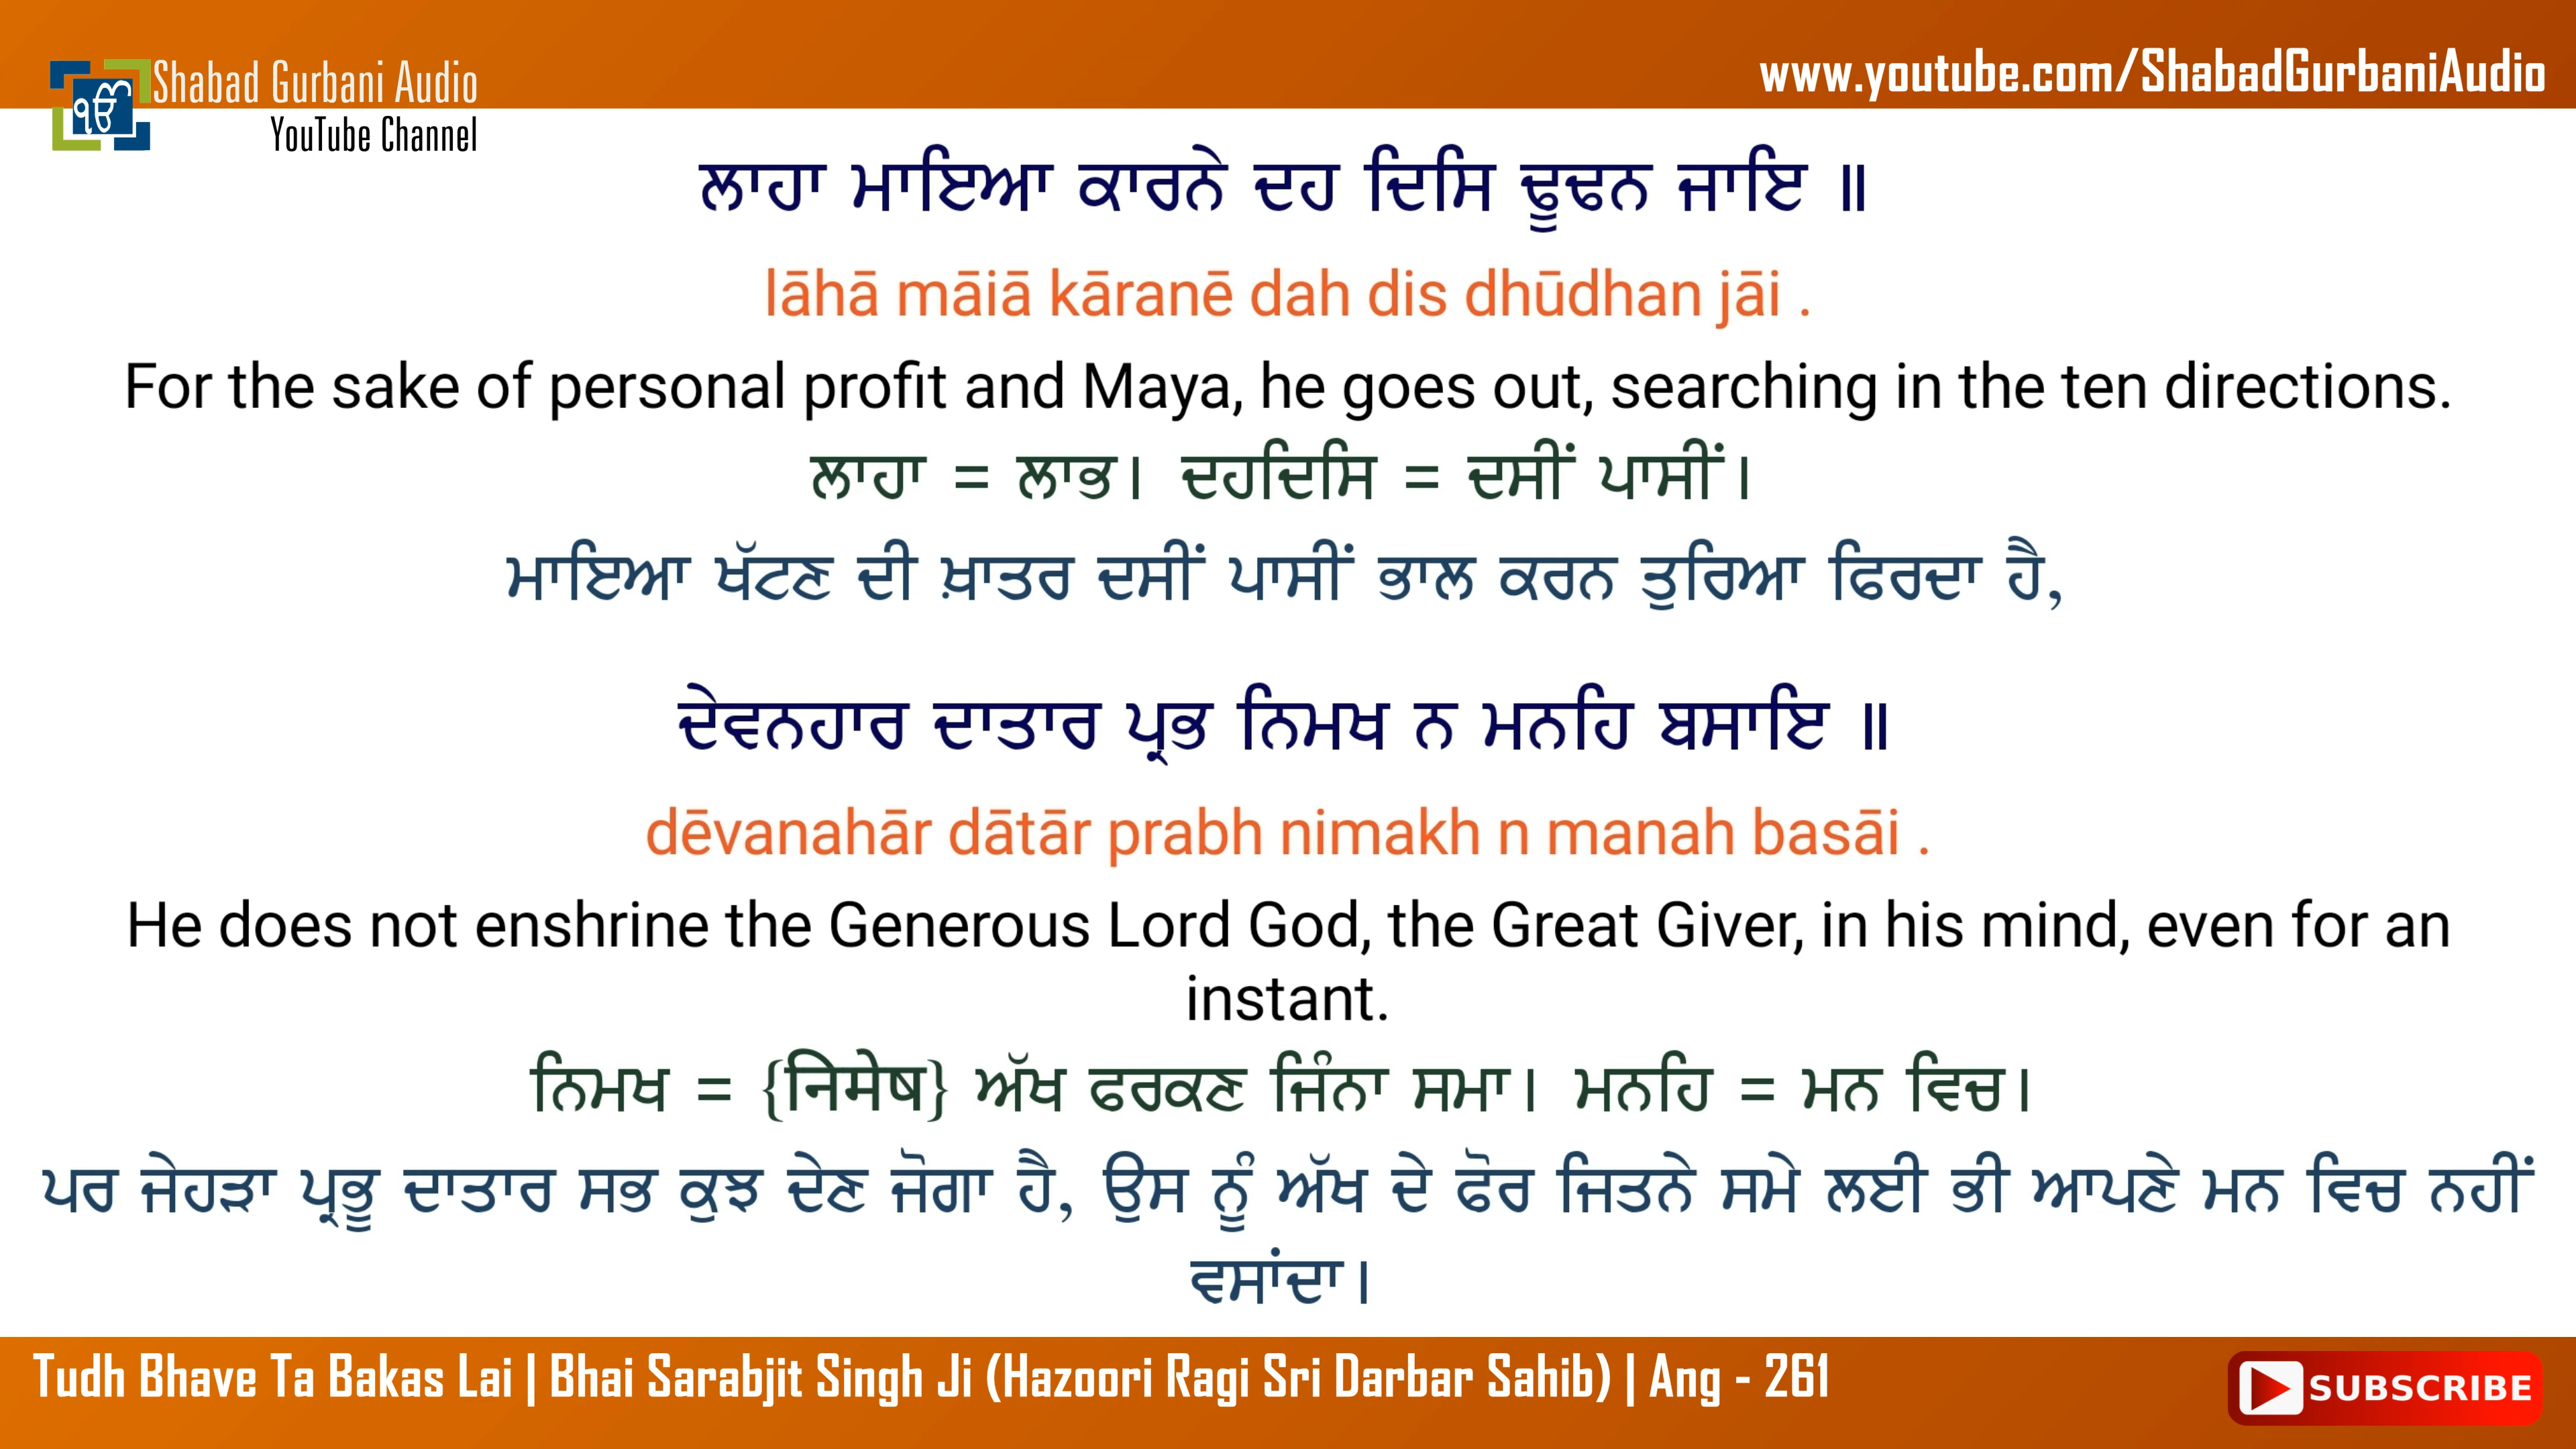 Shabad Gurbani Audio
YouTube Channel
www.youtube.com/ShabadGurbaniAudio
ੴ
ਲਾਹਾ ਮਾਇਆ ਕਾਰਨੇ ਦਹ ਦਿਸਿ ਢੂਢਨ ਜਾਇ ॥
lāhā māiā kāranē dah dis dhūdhan jāi .
For the sake of personal profit and Maya, he goes out, searching in the ten directions.
ਲਾਹਾ = ਲਾਭ। ਦਹਦਿਸਿ = ਦਸੀਂ ਪਾਸੀਂ।
ਮਾਇਆ ਖੱਟਣ ਦੀ ਖ਼ਾਤਰ ਦਸੀਂ ਪਾਸੀਂ ਭਾਲ ਕਰਨ ਤੁਰਿਆ ਫਿਰਦਾ ਹੈ,
ਦੇਵਨਹਾਰ ਦਾਤਾਰ ਪ੍ਰਭ ਨਿਮਖ ਨ ਮਨਹਿ ਬਸਾਇ ॥
dēvanahār dātār prabh nimakh n manah basāi .
He does not enshrine the Generous Lord God, the Great Giver, in his mind, even for an
instant.
ਨਿਮਖ = {निमेष} ਅੱਖ ਫਰਕਣ ਜਿੰਨਾ ਸਮਾ। ਮਨਹਿ = ਮਨ ਵਿਚ।
ਪਰ ਜੇਹੜਾ ਪ੍ਰਭੂ ਦਾਤਾਰ ਸਭ ਕੁਝ ਦੇਣ ਜੋਗਾ ਹੈ, ਉਸ ਨੂੰ ਅੱਖ ਦੇ ਫੋਰ ਜਿਤਨੇ ਸਮੇ ਲਈ ਭੀ ਆਪਣੇ ਮਨ ਵਿਚ ਨਹੀਂ
ਵਸਾਂਦਾ।
Tudh Bhave Ta Bakas Lai | Bhai Sarabjit Singh Ji (Hazoori Ragi Sri Darbar Sahib) | Ang - 261
SUBSCRIBE